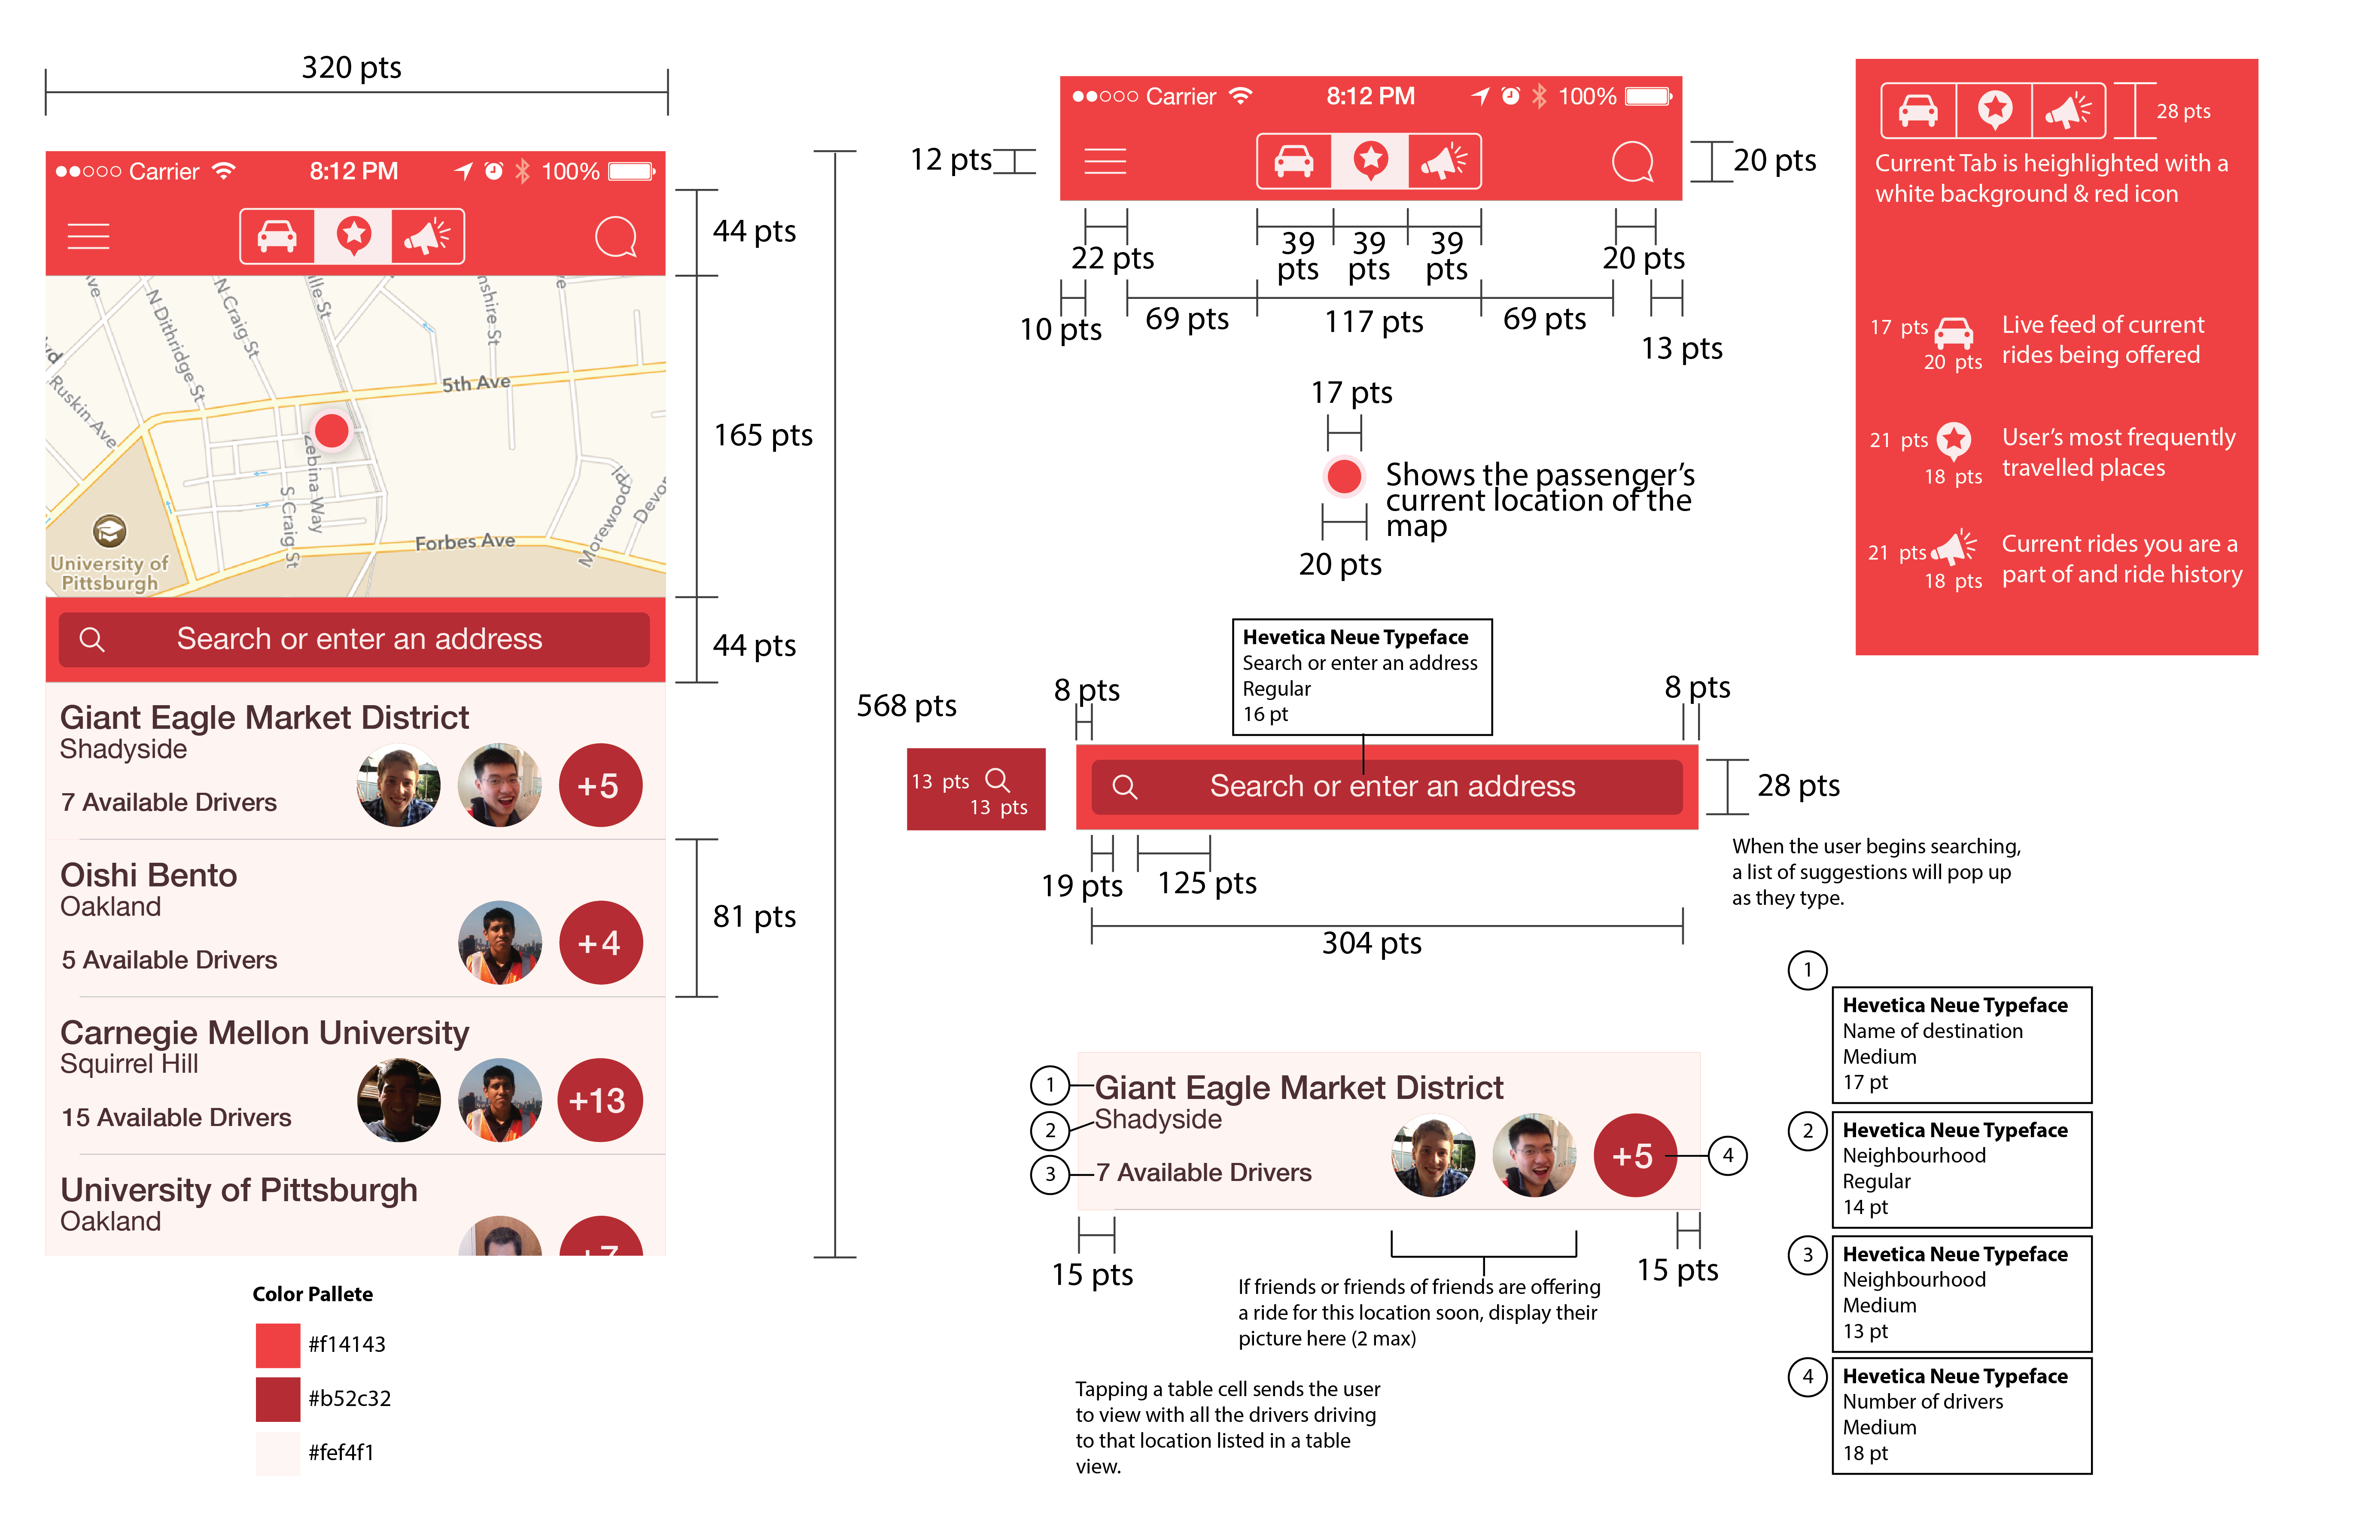 320 pts
Carrier 8:12 PM 100%
44 pts
N Dithridge St
N Craig St
lle St
nshire St
ve
e
ud
Ruskin Ave
5th Ave
Zebina Way
S Craig St
Forbes Ave
Morewood
Id
Devor
University of
Pittsburgh
165 pts
Search or enter an address
44 pts
Giant Eagle Market District
Shadyside
7 Available Drivers
+5
Oishi Bento
Oakland
5 Available Drivers
+4
81 pts
Carnegie Mellon University
Squirrel Hill
15 Available Drivers
+13
University of Pittsburgh
Oakland
+7
568 pts
Color Pallete
#f14143
#b52c32
#fef4f1
Carrier 8:12 PM 100%
12 pts
20 pts
22 pts
39
pts
39
pts
39
pts
20 pts
10 pts
69 pts
117 pts
69 pts
13 pts
17 pts
Shows the passenger's
current location of the
map
20 pts
Hevetica Neue Typeface
Search or enter an address
Regular
16 pt
8 pts
8 pts
13 pts
13 pts
Search or enter an address
28 pts
19 pts
125 pts
304 pts
When the user begins searching,
a list of suggestions will pop up
as they type.
1
Giant Eagle Market District
2
Shadyside
3
7 Available Drivers
+5
4
15 pts
15 pts
If friends or friends of friends are offering
a ride for this location soon, display their
picture here (2 max)
Tapping a table cell sends the user
to view with all the drivers driving
to that location listed in a table
view.
28 pts
Current Tab is heighlighted with a
white background & red icon
17 pts
20 pts
Live feed of current
rides being offered
21 pts
18 pts
User's most frequently
travelled places
21 pts
18 pts
Current rides you are a
part of and ride history
1
Hevetica Neue Typeface
Name of destination
Medium
17 pt
2
Hevetica Neue Typeface
Neighbourhood
Regular
14 pt
3
Hevetica Neue Typeface
Neighbourhood
Medium
13 pt
4
Hevetica Neue Typeface
Number of drivers
Medium
18 pt